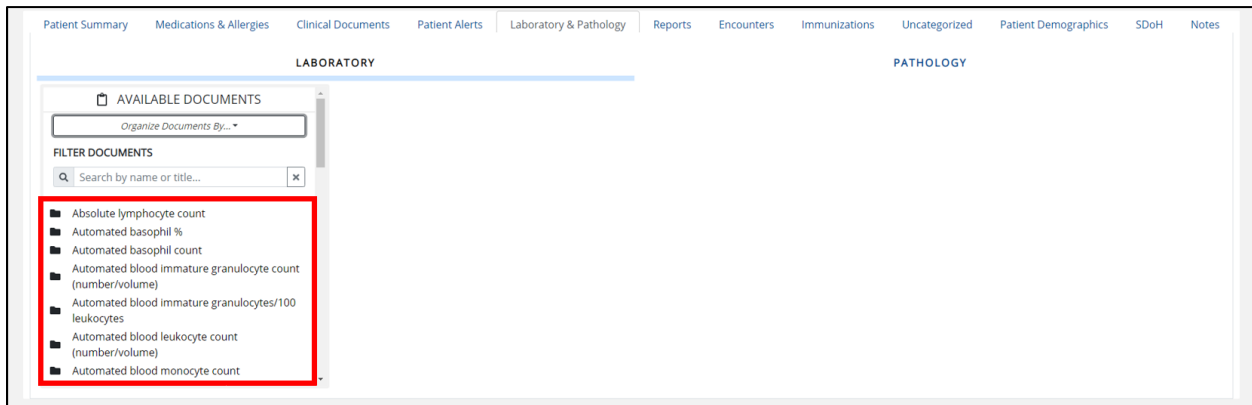 Patient Summary Medications & Allergies Clinical Documents Patient Alerts Laboratory & Pathology Reports Encounters Immunizations Uncategorized Patient Demographics SDoH Notes
LABORATORY PATHOLOGY
AVAILABLE DOCUMENTS
Organize Documents By...
FILTER DOCUMENTS
Search by name or title...
Absolute lymphocyte count
Automated basophil %
Automated basophil count
Automated blood immature granulocyte count
(number/volume)
Automated blood immature granulocytes/100
leukocytes
Automated blood leukocyte count
(number/volume)
Automated blood monocyte count